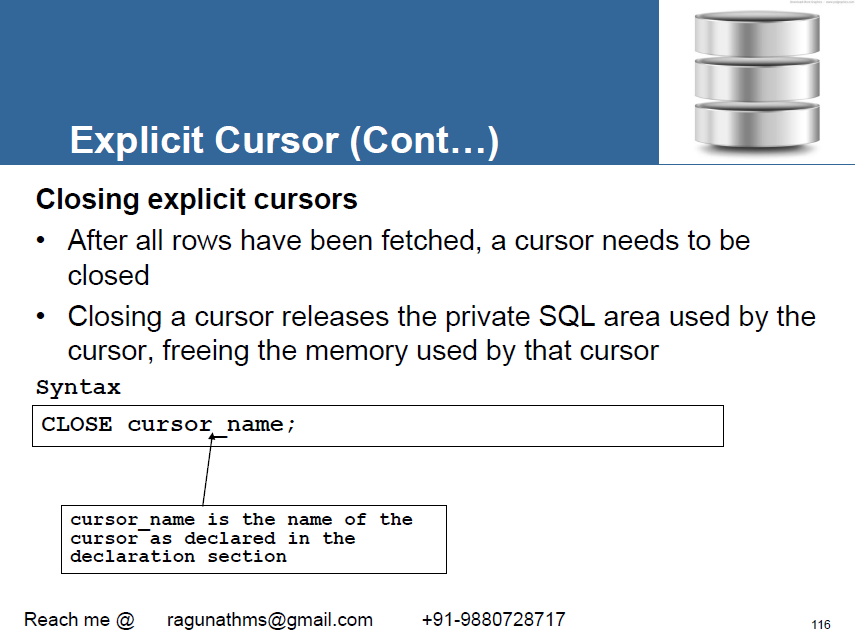 Explicit Cursor (Cont…)
Closing explicit cursors
• After all rows have been fetched, a cursor needs to be
closed
• Closing a cursor releases the private SQL area used by the
cursor, freeing the memory used by that cursor
Syntax
CLOSE cursor_name;
cursor_name is the name of the
cursor as declared in the
declaration section
Reach me @ ragunathms@gmail.com +91-9880728717
116